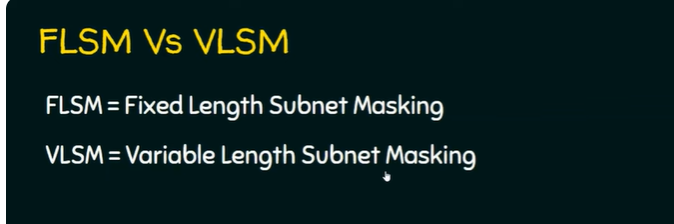 FLSM Vs VLSM
FLSM = Fixed Length Subnet Masking
VLSM = Variable Length Subnet Masking